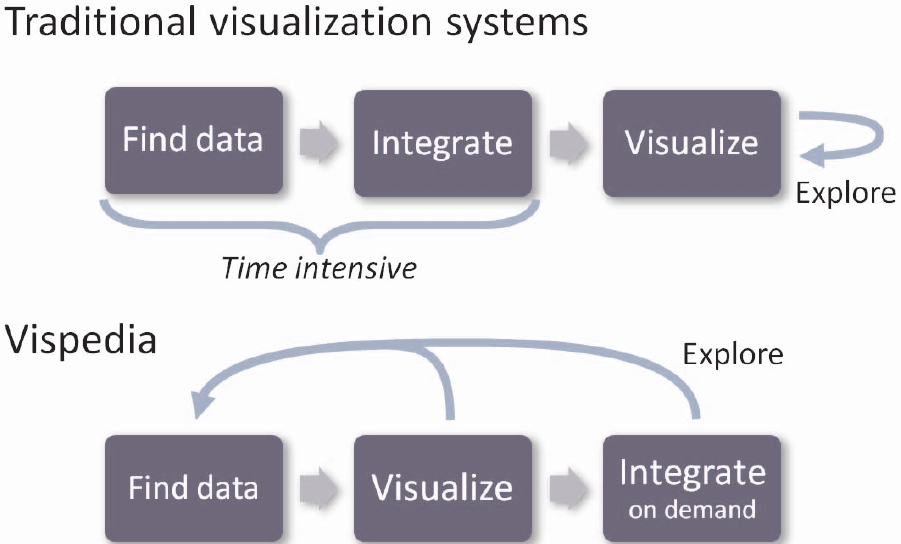 Traditional visualization systems
Find data
Integrate
Visualize
Explore
Time intensive
Vispedia
Explore
Find data
Visualize
Integrate
on demand